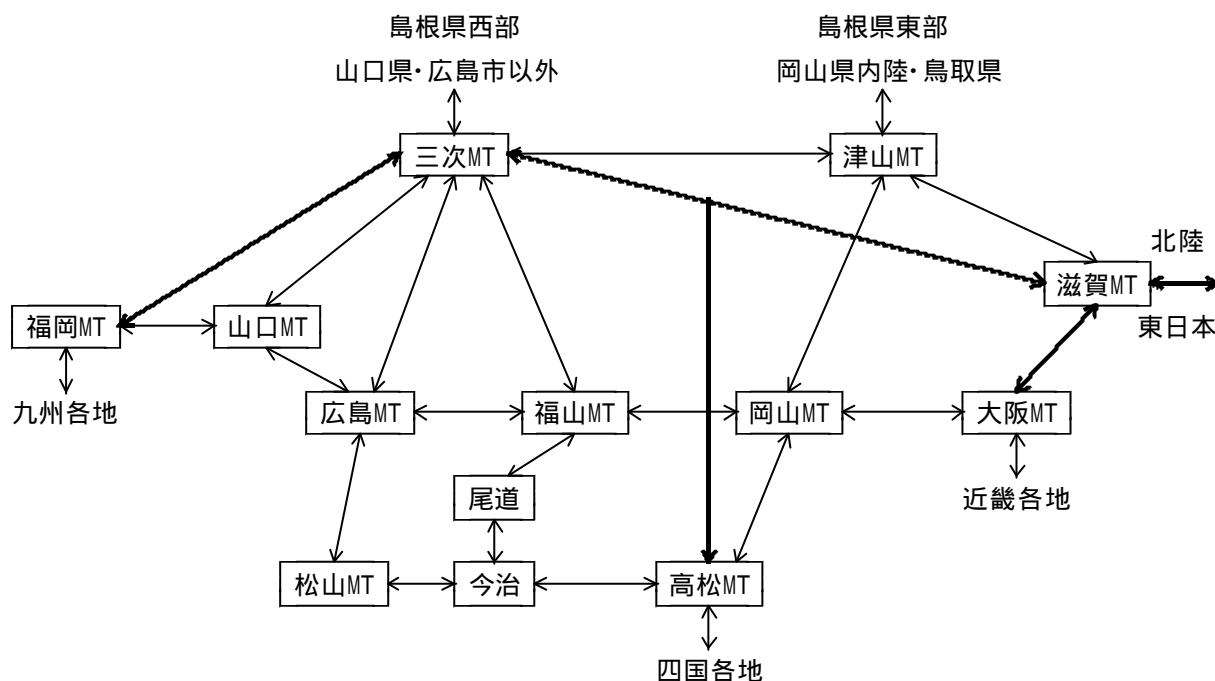 島根県西部
島根県東部
山口県・広島市以外
岡山県内陸・鳥取県
三次MT
津山MT
北陸
滋賀MT
東日本
福岡MT
山口MT
九州各地
広島MT
福山MT
岡山MT
大阪MT
尾道
近畿各地
松山MT
今治
高松MT
四国各地